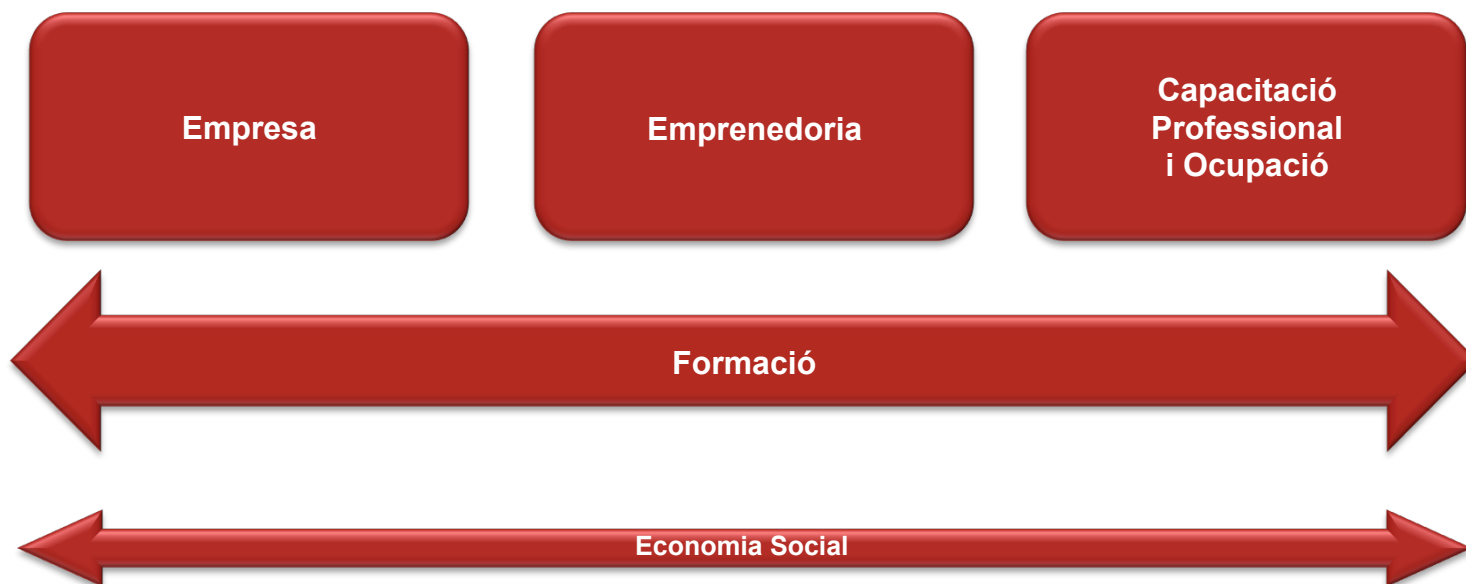 Empresa
Emprenedoria
Capacitació
Professional
i Ocupació
Formació
Economia Social